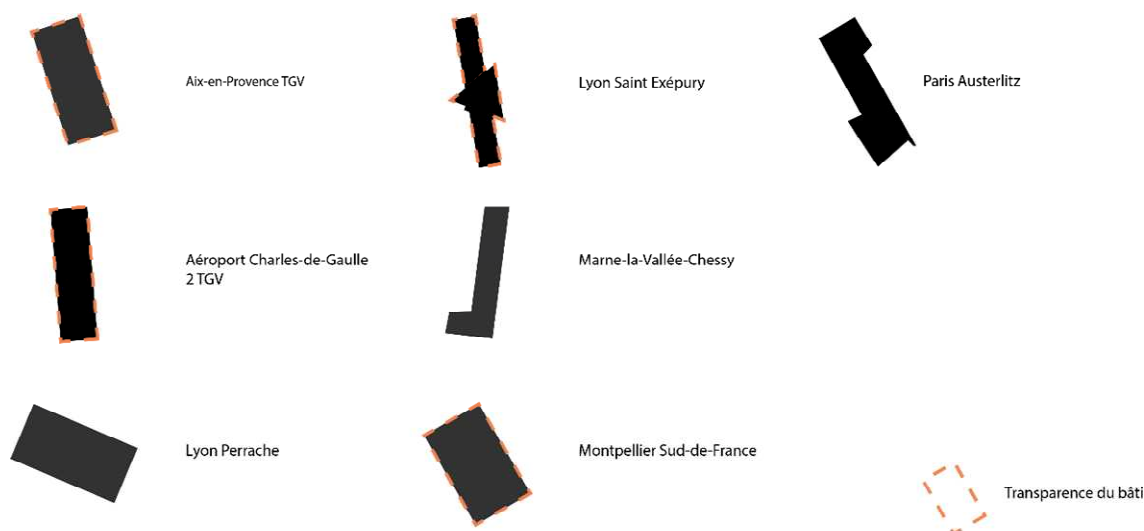 Aix-en-Provence TGV
Lyon Saint Exépury
Paris Austerlitz
Aéroport Charles-de-Gaulle
2 TGV
Marne-la-Vallée-Chessy
Lyon Perrache
Montpellier Sud-de-France
Transparence du bâti